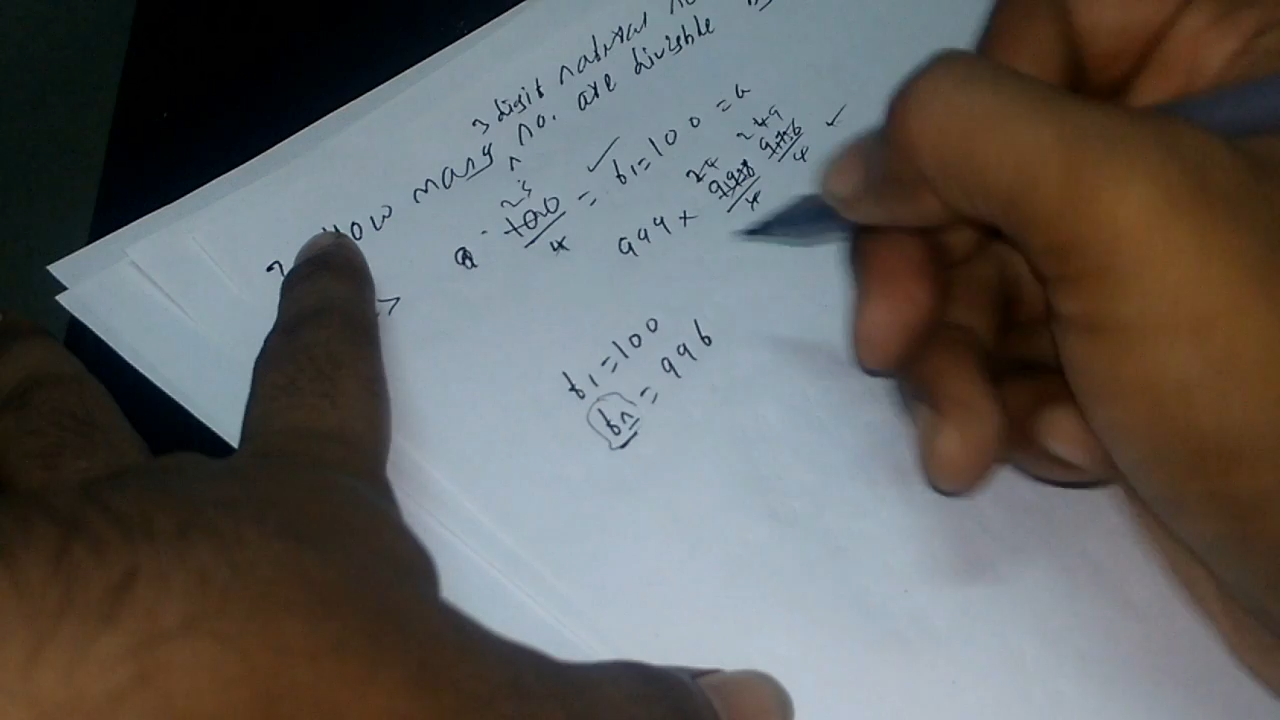 How many 3 digit natural
no. are divisible
a. 100/4 = t1 = 100 = a
25
999 × 998/4 996/4 ✓
24 249
t1 = 100
tn = 996